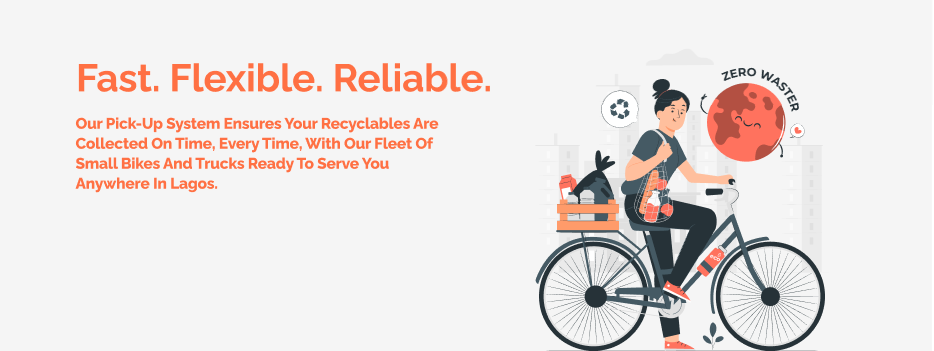 Fast. Flexible. Reliable.
Our Pick-Up System Ensures Your Recyclables Are
Collected On Time, Every Time, With Our Fleet Of
Small Bikes And Trucks Ready To Serve You
Anywhere In Lagos.
ZERO WASTER
eco